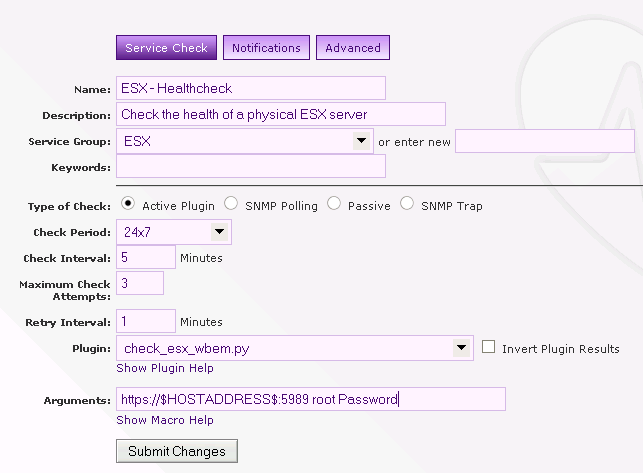 Service Check Notifications Advanced
Name: ESX - Healthcheck
Description: Check the health of a physical ESX server
Service Group: ESX or enter new
Keywords:
Type of Check: Active Plugin SNMP Polling Passive SNMP Trap
Check Period: 24x7
Check Interval: 5 Minutes
Maximum Check Attempts: 3
Retry Interval: 1 Minutes
Plugin: check_esx_wbem.py Invert Plugin Results
Show Plugin Help
Arguments: https://$HOSTADDRESS$:5989 root Password
Show Macro Help
Submit Changes